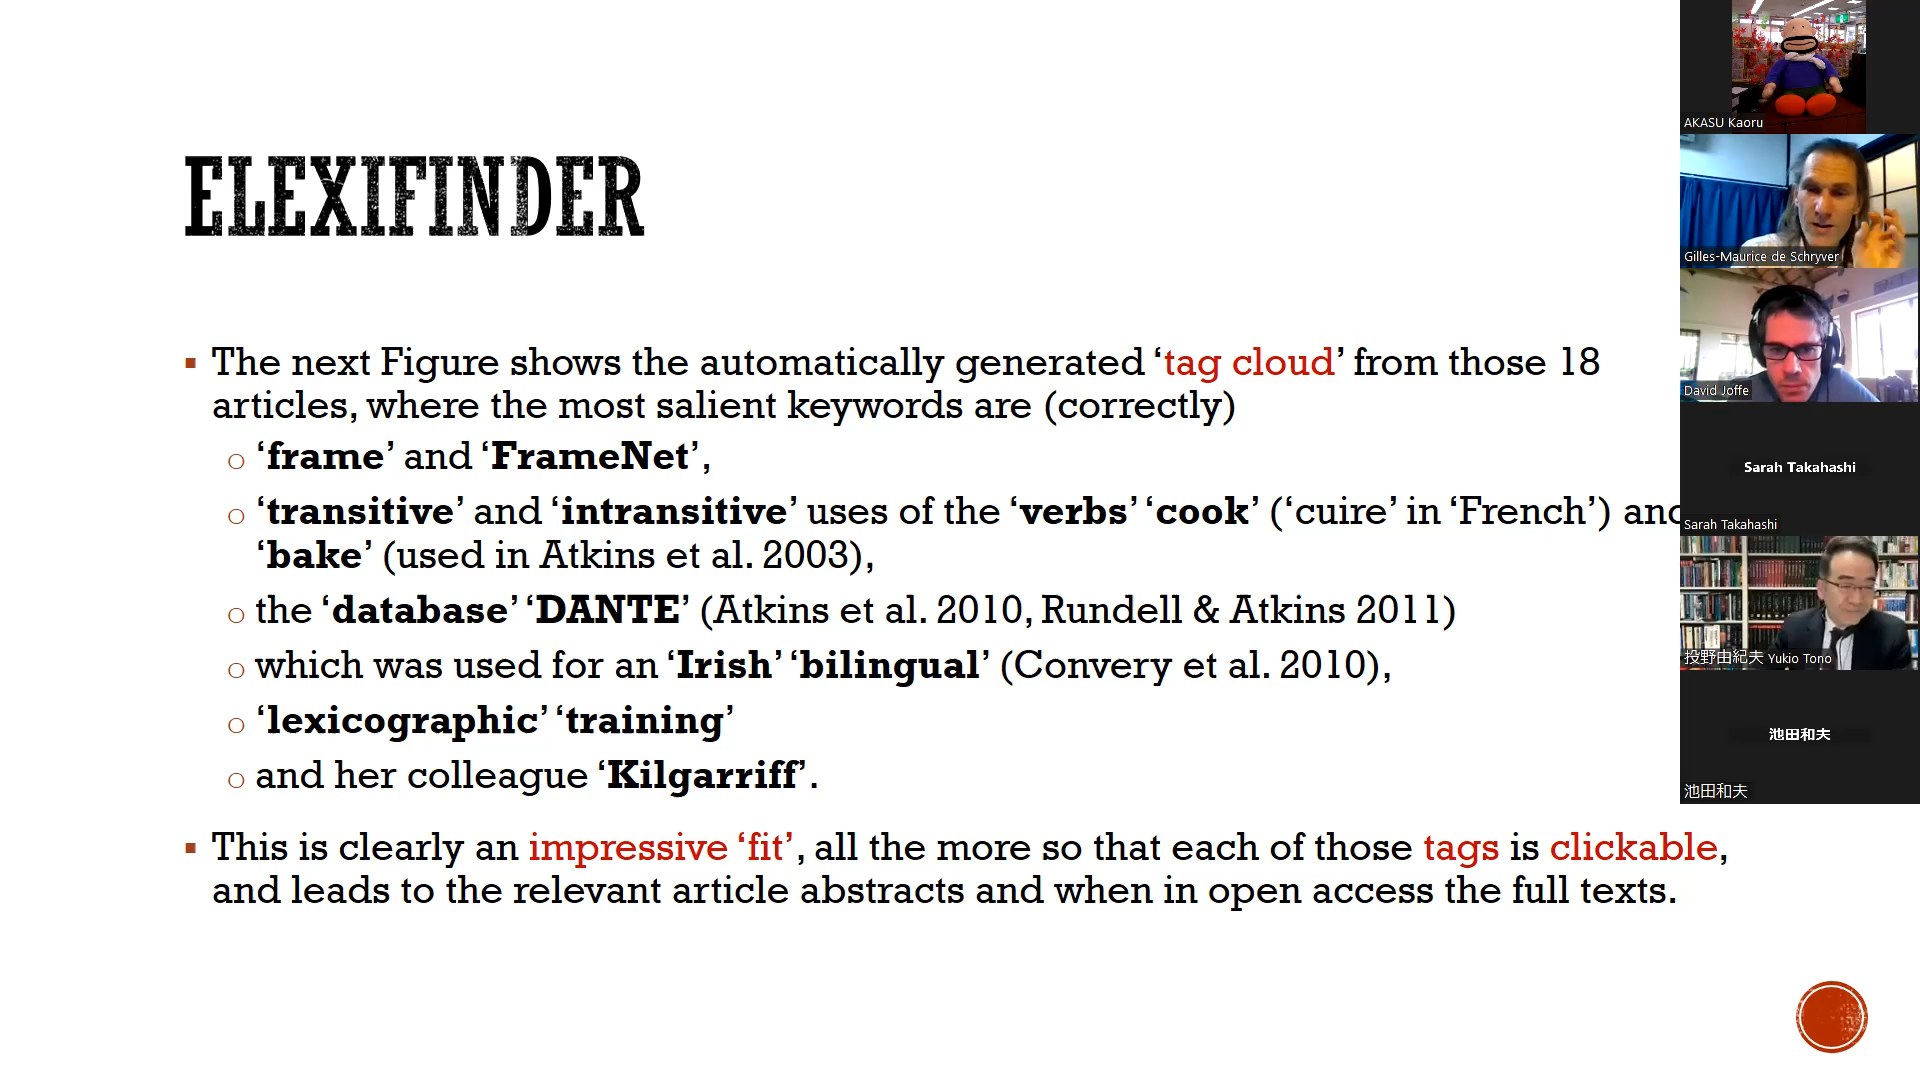 ELEXIFINDER
▪ The next Figure shows the automatically generated ‘tag cloud’ from those 18
articles, where the most salient keywords are (correctly)
o ‘frame’ and ‘FrameNet’,
o ‘transitive’ and ‘intransitive’ uses of the ‘verbs’ ‘cook’ (‘cuire’ in ‘French’) and
‘bake’ (used in Atkins et al. 2003),
o the ‘database’ ‘DANTE’ (Atkins et al. 2010, Rundell & Atkins 2011)
o which was used for an ‘Irish’ ‘bilingual’ (Convery et al. 2010),
o ‘lexicographic’ ‘training’
o and her colleague ‘Kilgarriff’.
▪ This is clearly an impressive ‘fit’, all the more so that each of those tags is clickable,
and leads to the relevant article abstracts and when in open access the full texts.
AKASU Kaoru
Gilles-Maurice de Schryver
David Joffe
Sarah Takahashi
Sarah Takahashi
投野由紀夫 Yukio Tono
池田和夫
池田和夫